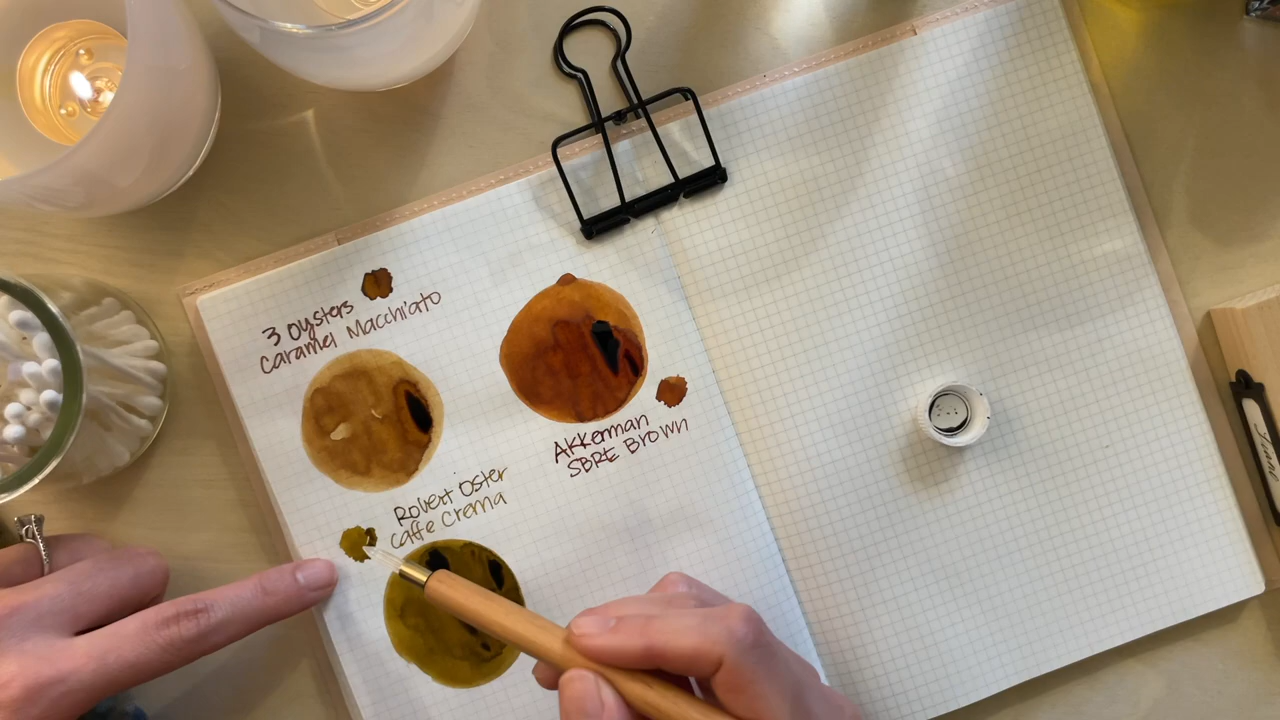 3 Oysters
Caramel Macchiato
Akkerman
SBRE Brown
Robert Oster
Caffe Crema